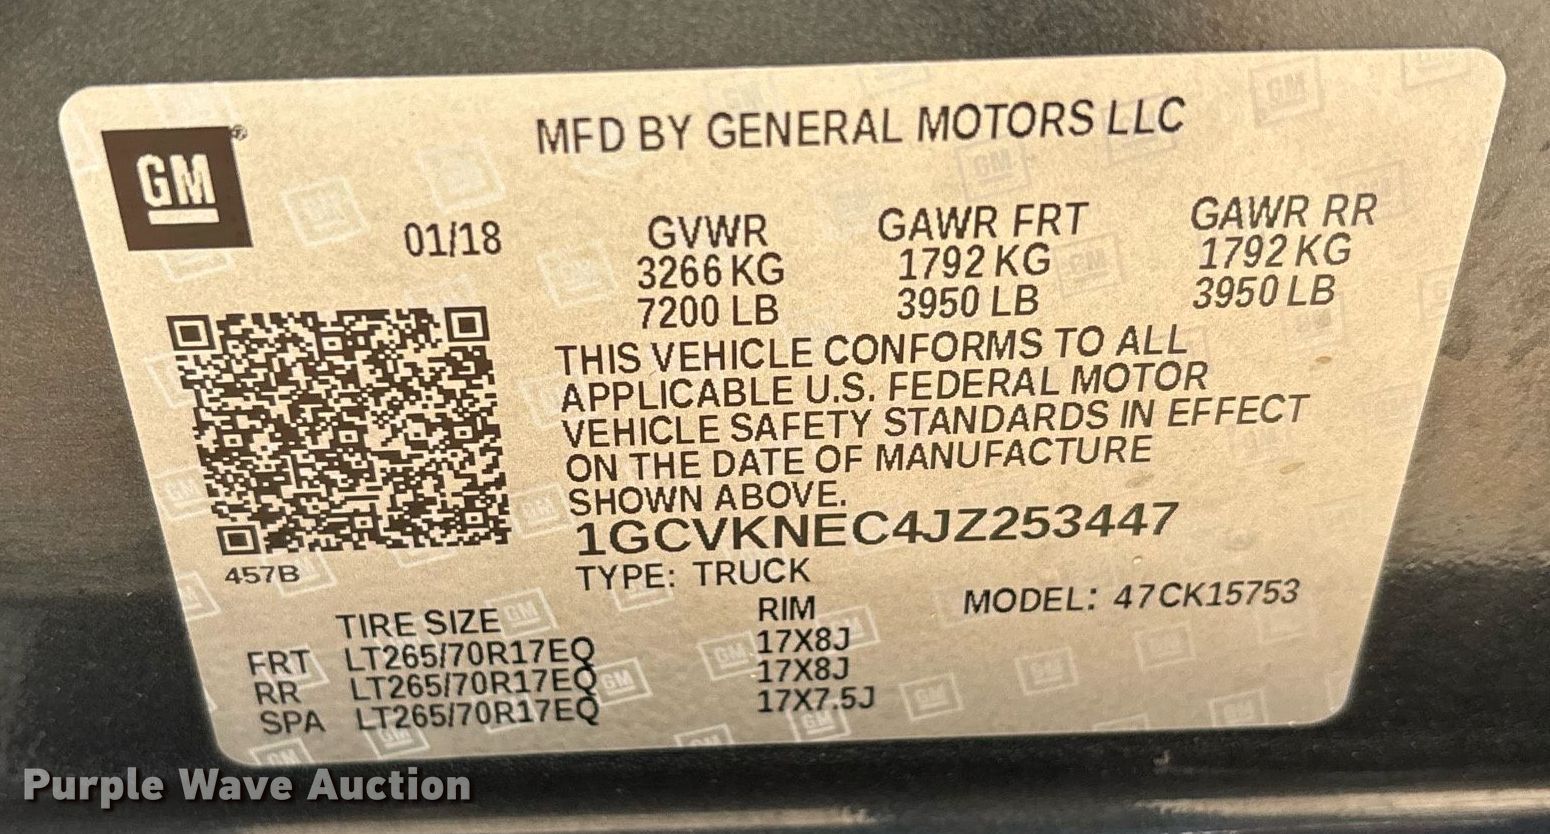 GM®
MFD BY GENERAL MOTORS LLC
01/18
GVWR
3266 KG
7200 LB
GAWR FRT
1792 KG
3950 LB
GAWR RR
1792 KG
3950 LB
THIS VEHICLE CONFORMS TO ALL
APPLICABLE U.S. FEDERAL MOTOR
VEHICLE SAFETY STANDARDS IN EFFECT
ON THE DATE OF MANUFACTURE
SHOWN ABOVE.
1GCVKNEC4JZ253447
457B
TYPE: TRUCK
MODEL: 47CK15753
TIRE SIZE RIM
FRT LT265/70R17EQ 17X8J
RR LT265/70R17EQ 17X8J
SPA LT265/70R17EQ 17X7.5J
Purple Wave Auction